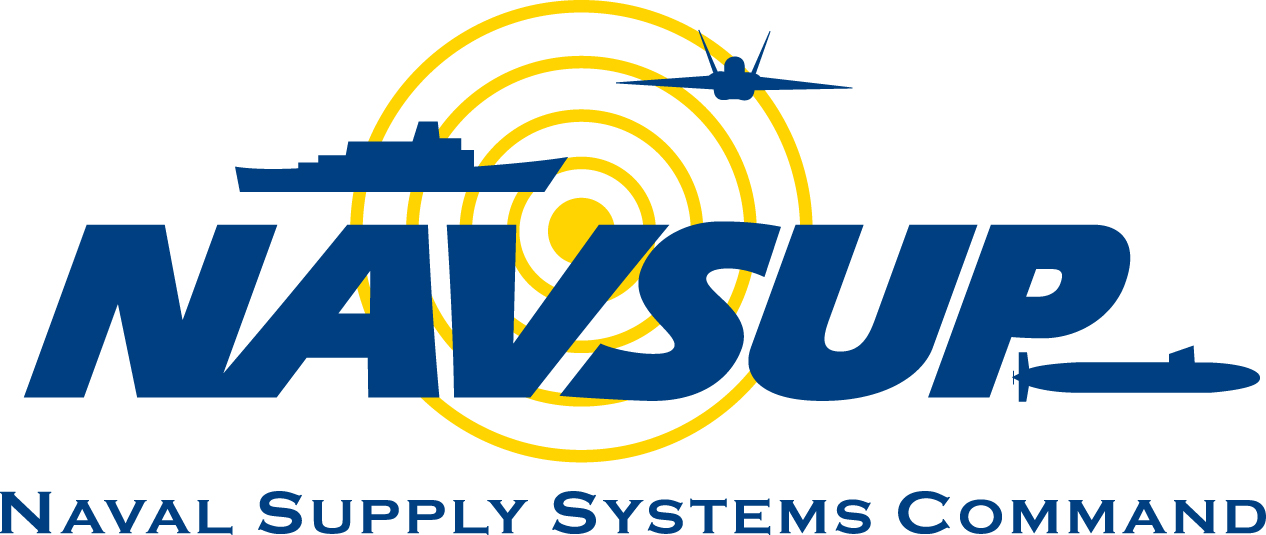 NAVSUP
NAVAL SUPPLY SYSTEMS COMMAND